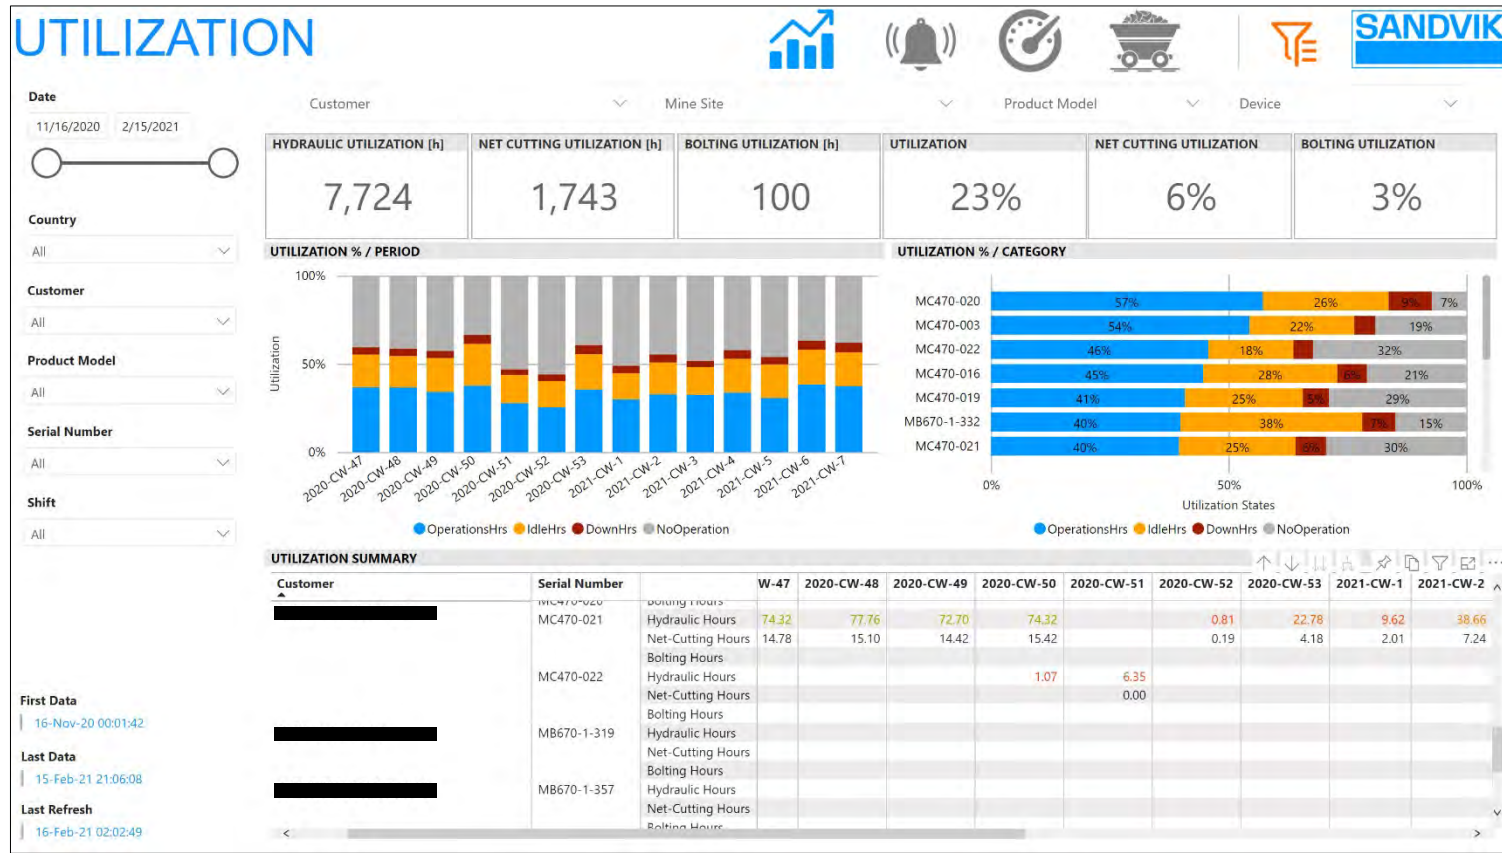 UTILIZATION
SANDVIK
Date
11/16/2020 2/15/2021
Customer Mine Site Product Model Device
Country
All
Customer
All
Product Model
All
Serial Number
All
Shift
All
First Data
16-Nov-20 00:01:42
Last Data
15-Feb-21 21:06:08
Last Refresh
16-Feb-21 02:02:49
HYDRAULIC UTILIZATION [h] NET CUTTING UTILIZATION [h] BOLTING UTILIZATION [h] UTILIZATION NET CUTTING UTILIZATION BOLTING UTILIZATION
7,724 1,743 100 23% 6% 3%
UTILIZATION % / PERIOD
100%
50%
0%
Utilization
2020-CW-47 2020-CW-48 2020-CW-49 2020-CW-50 2020-CW-51 2020-CW-52 2020-CW-53 2021-CW-1 2021-CW-2 2021-CW-3 2021-CW-4 2021-CW-5 2021-CW-6 2021-CW-7
OperationsHrs IdleHrs DownHrs NoOperation
UTILIZATION % / CATEGORY
MC470-020 57% 26% 9% 7%
MC470-003 54% 22% 19%
MC470-022 46% 18% 32%
MC470-016 45% 28% 6% 21%
MC470-019 41% 25% 5% 29%
MB670-1-332 40% 38% 7% 15%
MC470-021 40% 25% 6% 30%
0% 50% 100%
Utilization States
OperationsHrs IdleHrs DownHrs NoOperation
UTILIZATION SUMMARY
Customer Serial Number W-47 2020-CW-48 2020-CW-49 2020-CW-50 2020-CW-51 2020-CW-52 2020-CW-53 2021-CW-1 2021-CW-2
MC470-020 Bolting Hours
MC470-021 Hydraulic Hours 74.32 77.76 72.70 74.32 0.81 22.78 9.62 38.66
Net-Cutting Hours 14.78 15.10 14.42 15.42 0.19 4.18 2.01 7.24
Bolting Hours
MC470-022 Hydraulic Hours 1.07 6.35
Net-Cutting Hours 0.00
Bolting Hours
MB670-1-319 Hydraulic Hours
Net-Cutting Hours
Bolting Hours
MB670-1-357 Hydraulic Hours
Net-Cutting Hours
Bolting Hours